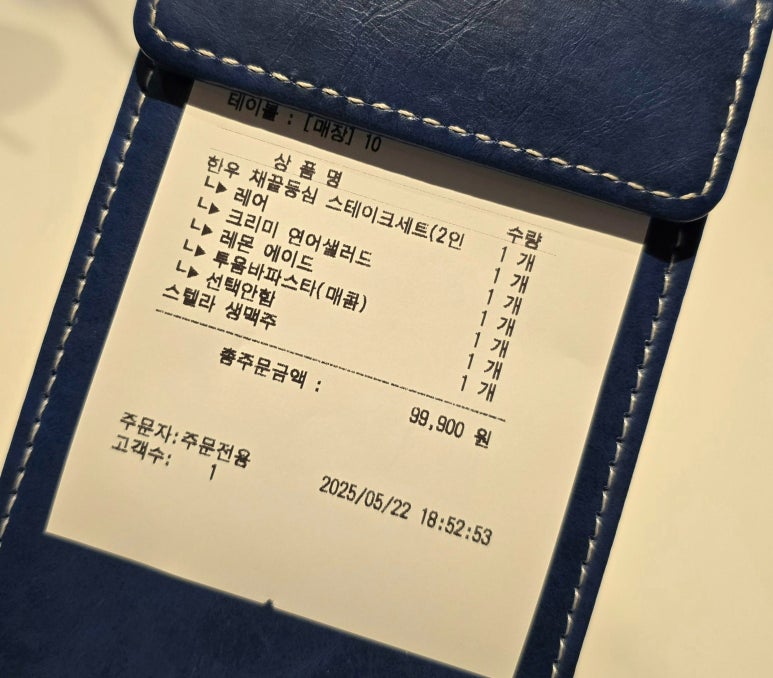 테이블 : [매장] 10
상 품 명 수량
한우 채끝등심 스테이크세트(2인 1 개
레어 1 개
크리미 연어샐러드 1 개
레몬 에이드 1 개
투움바파스타(매콤) 1 개
선택안함 1 개
스텔라 생맥주 1 개
총주문금액 : 99,900 원
주문자:주문전용
고객수: 1 2025/05/22 18:52:53